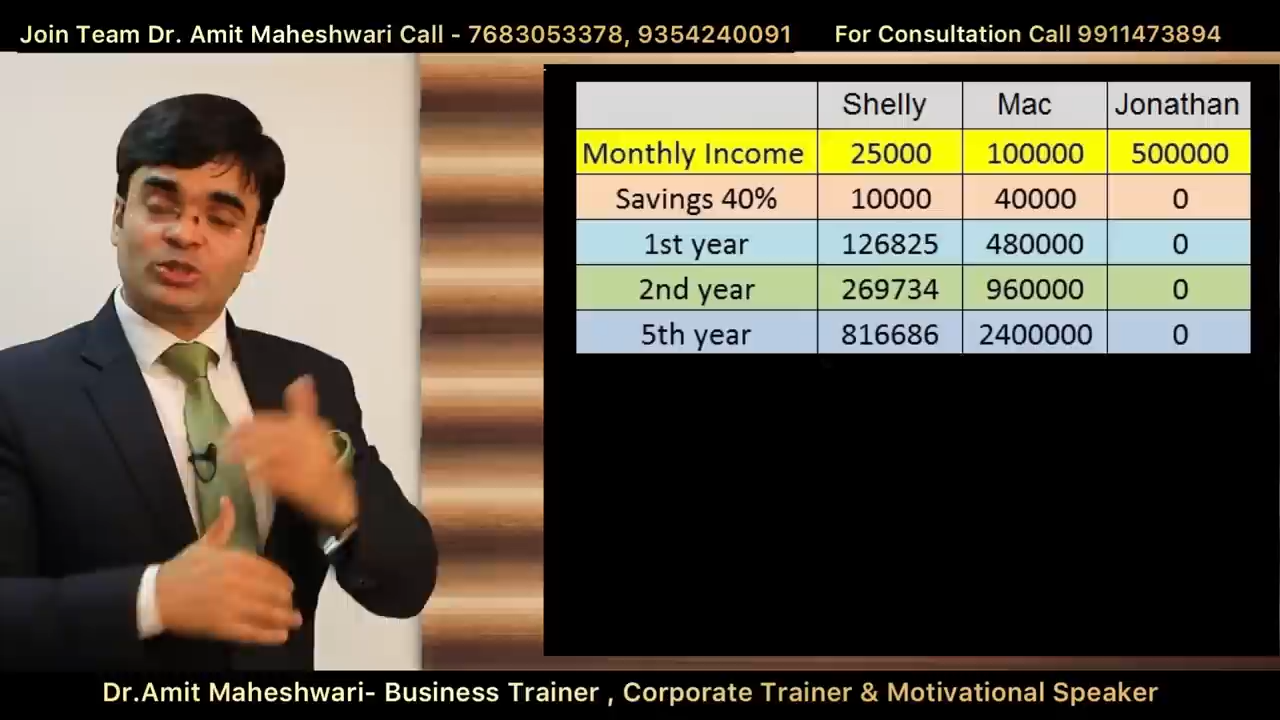 Join Team Dr. Amit Maheshwari Call - 7683053378, 9354240091 For Consultation Call 9911473894
Shelly Mac Jonathan
Monthly Income 25000 100000 500000
Savings 40% 10000 40000 0
1st year 126825 480000 0
2nd year 269734 960000 0
5th year 816686 2400000 0
Dr.Amit Maheshwari- Business Trainer , Corporate Trainer & Motivational Speaker